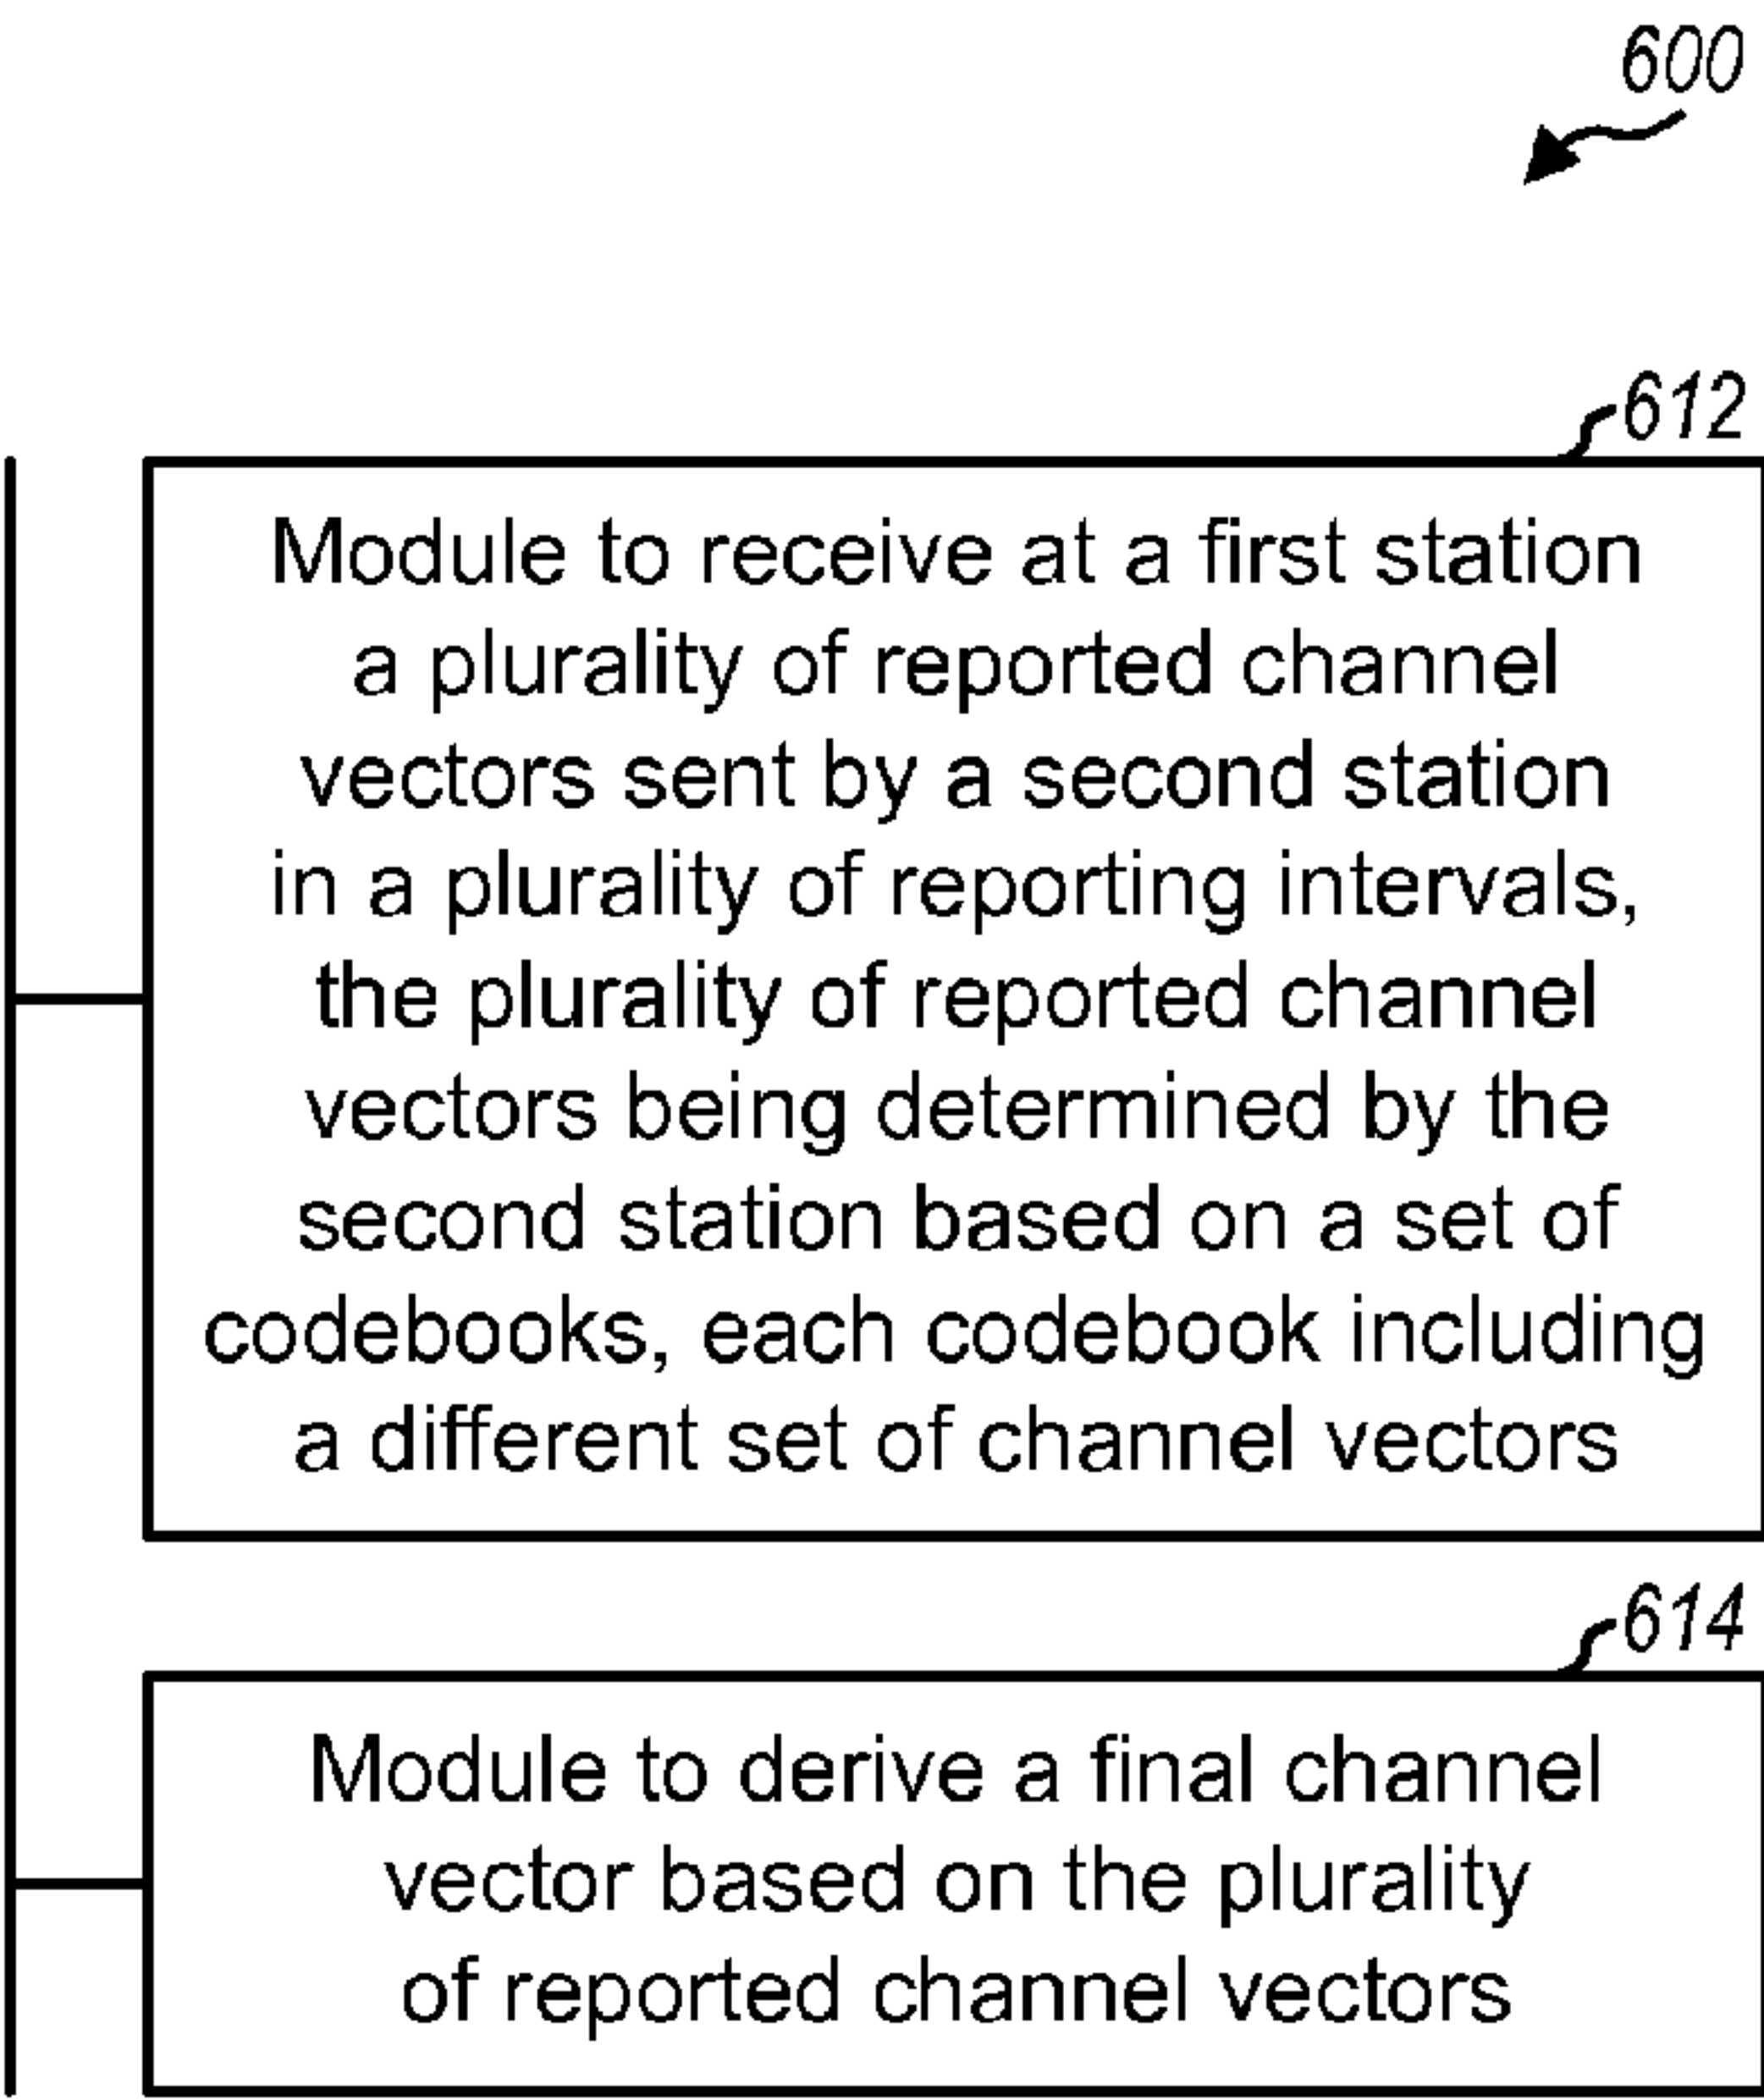 600
612
Module to receive at a first station
a plurality of reported channel
vectors sent by a second station
in a plurality of reporting intervals,
the plurality of reported channel
vectors being determined by the
second station based on a set of
codebooks, each codebook including
a different set of channel vectors
614
Module to derive a final channel
vector based on the plurality
of reported channel vectors